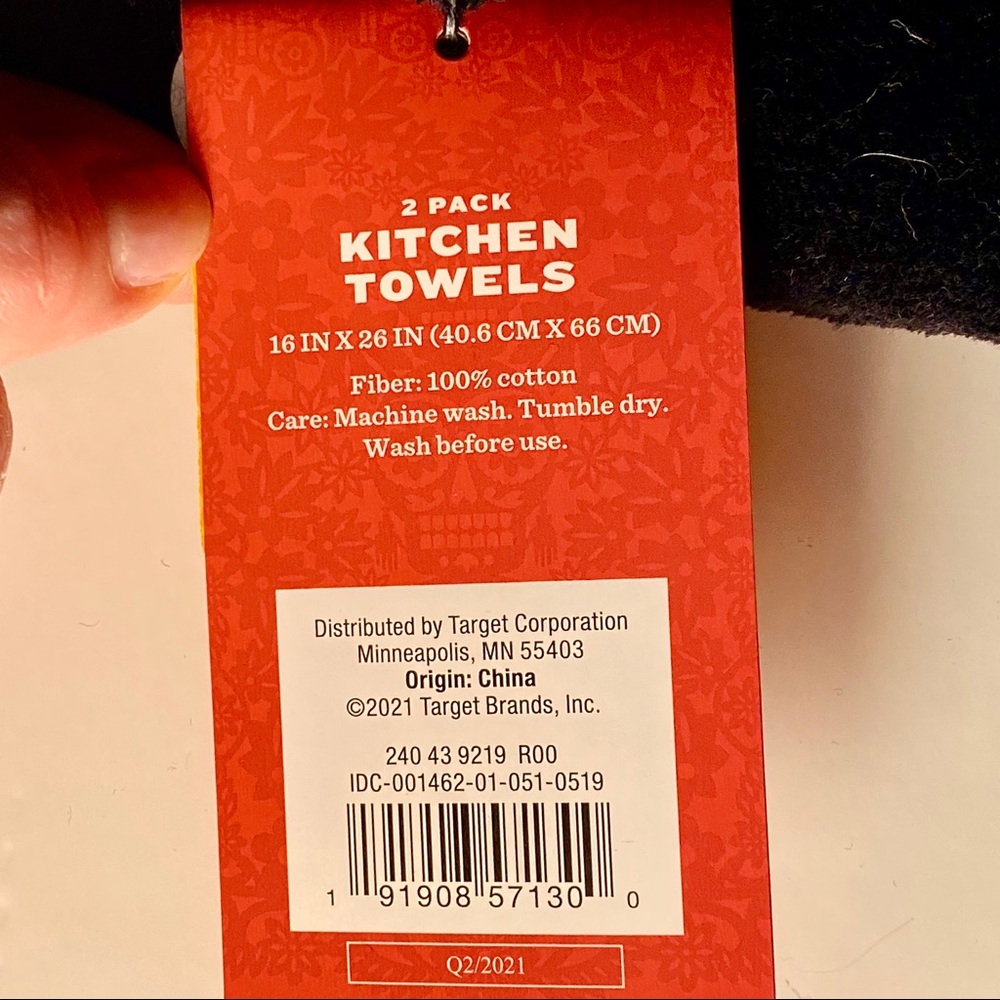 2 PACK
KITCHEN
TOWELS
16 IN X 26 IN (40.6 CM X 66 CM)
Fiber: 100% cotton
Care: Machine wash. Tumble dry.
Wash before use.
Distributed by Target Corporation
Minneapolis, MN 55403
Origin: China
©2021 Target Brands, Inc.
240 43 9219 R00
IDC-001462-01-051-0519
1 91908 57130 0
Q2/2021